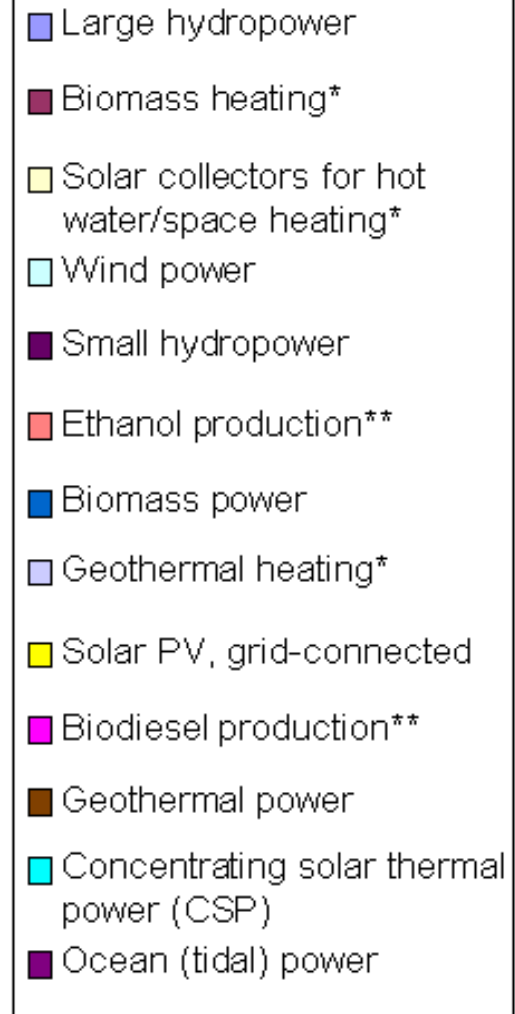 Large hydropower
Biomass heating*
Solar collectors for hot
water/space heating*
Wind power
Small hydropower
Ethanol production**
Biomass power
Geothermal heating*
Solar PV, grid-connected
Biodiesel production**
Geothermal power
Concentrating solar thermal
power (CSP)
Ocean (tidal) power